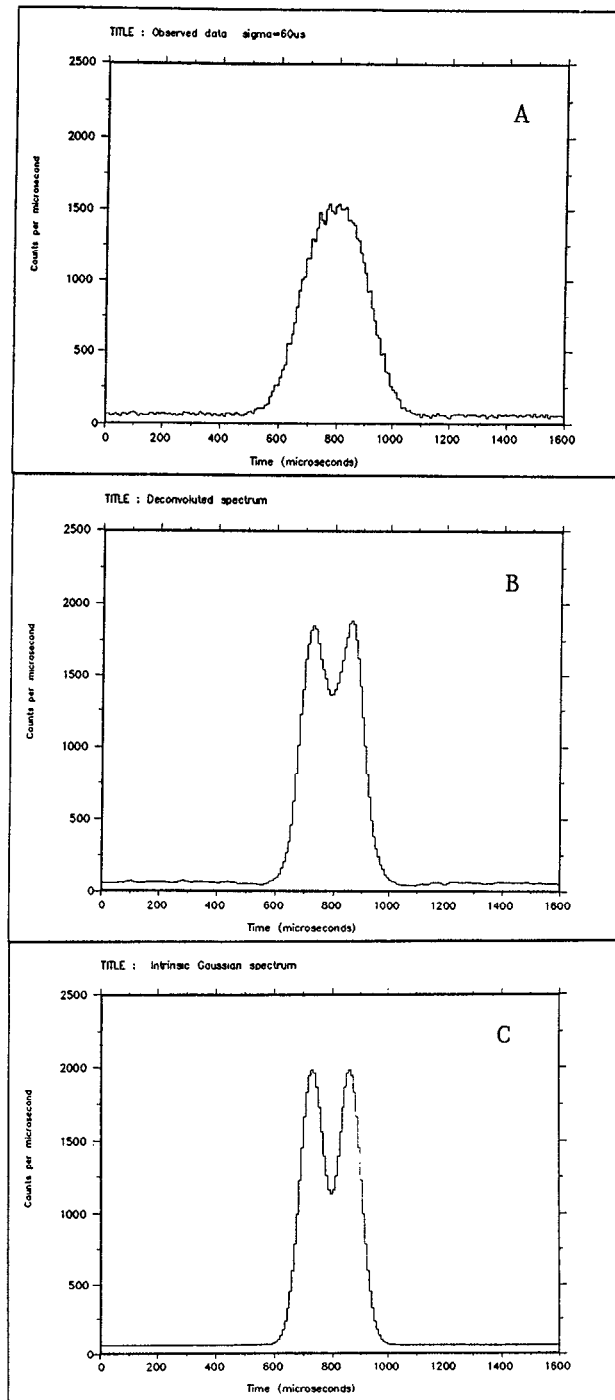 TITLE : Observed data sigma=60us
A
2500
2000
1500
1000
500
0
Counts per microsecond
0 200 400 600 800 1000 1200 1400 1600
Time (microseconds)
TITLE : Deconvoluted spectrum
B
2500
2000
1500
1000
500
0
Counts per microsecond
0 200 400 600 800 1000 1200 1400 1600
Time (microseconds)
TITLE : Intrinsic Gaussian spectrum
C
2500
2000
1500
1000
500
0
Counts per microsecond
0 200 400 600 800 1000 1200 1400 1600
Time (microseconds)